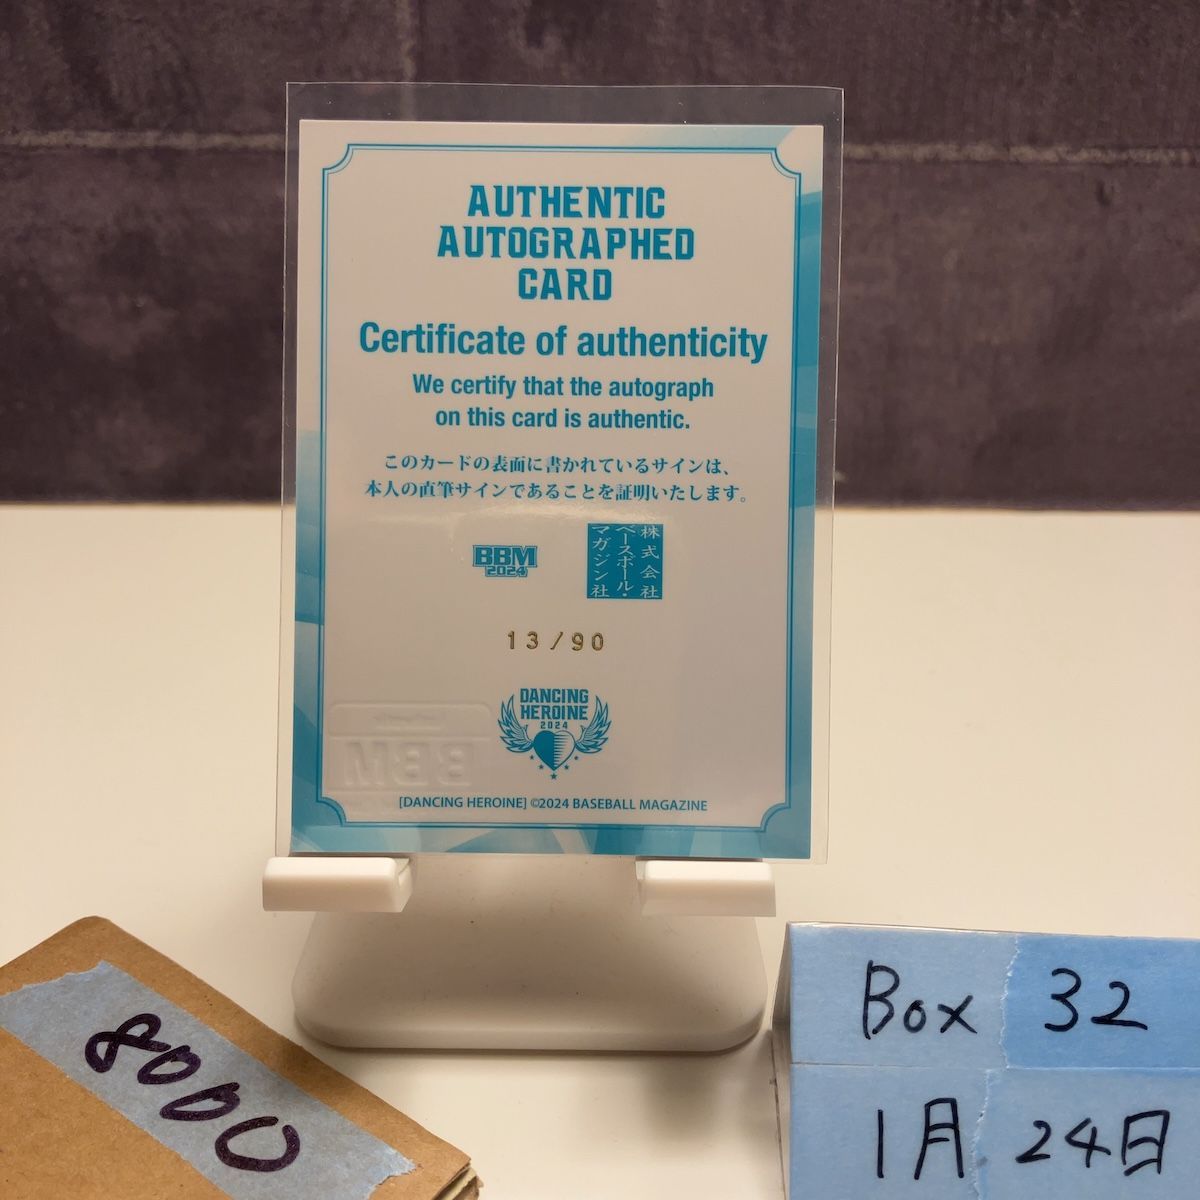 AUTHENTIC
AUTOGRAPHED
CARD
Certificate of authenticity
We certify that the autograph
on this card is authentic.
このカードの表面に書かれているサインは、
本人の直筆サインであることを証明いたします。
BBM
2024
株式会社
ベースボール・
マガジン社
13/90
DANCING
HEROINE
2024
BBM
[DANCING HEROINE] ©2024 BASEBALL MAGAZINE
8000
Box 32
1月 24日